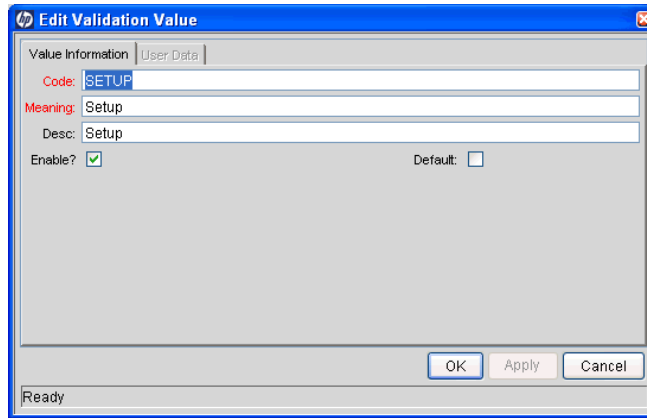 hp Edit Validation Value
Value Information User Data
Code: SETUP
Meaning: Setup
Desc: Setup
Enable? Default:
OK Apply Cancel
Ready